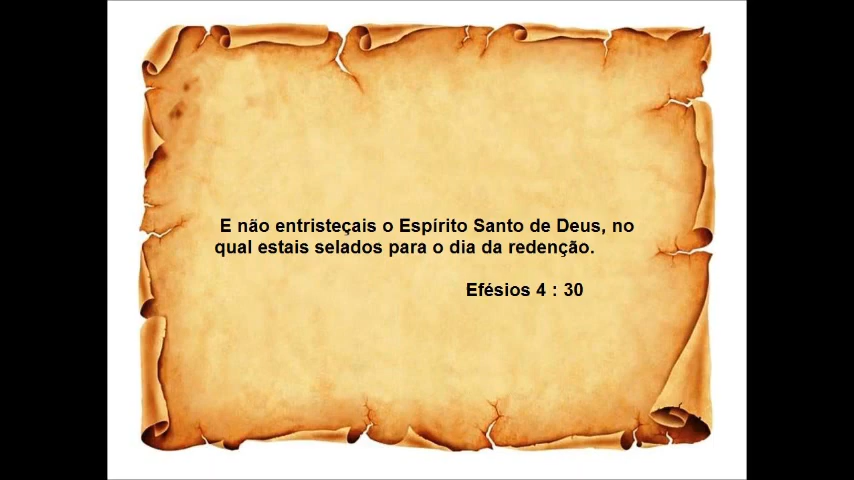 E não entristeçais o Espírito Santo de Deus, no
qual estais selados para o dia da redenção.
Efésios 4 : 30